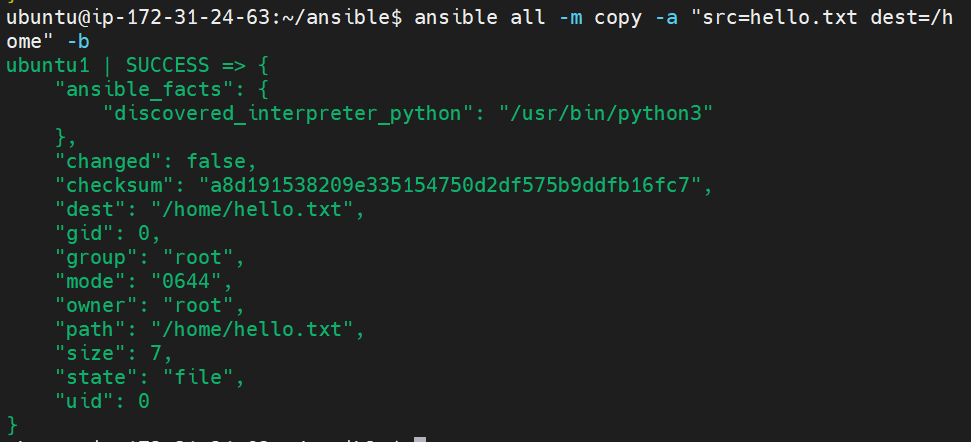 ubuntu@ip-172-31-24-63:~/ansible$ ansible all -m copy -a "src=hello.txt dest=/h
ome" -b
ubuntu1 | SUCCESS => {
    "ansible_facts": {
        "discovered_interpreter_python": "/usr/bin/python3"
    },
    "changed": false,
    "checksum": "a8d191538209e335154750d2df575b9ddfb16fc7",
    "dest": "/home/hello.txt",
    "gid": 0,
    "group": "root",
    "mode": "0644",
    "owner": "root",
    "path": "/home/hello.txt",
    "size": 7,
    "state": "file",
    "uid": 0
}